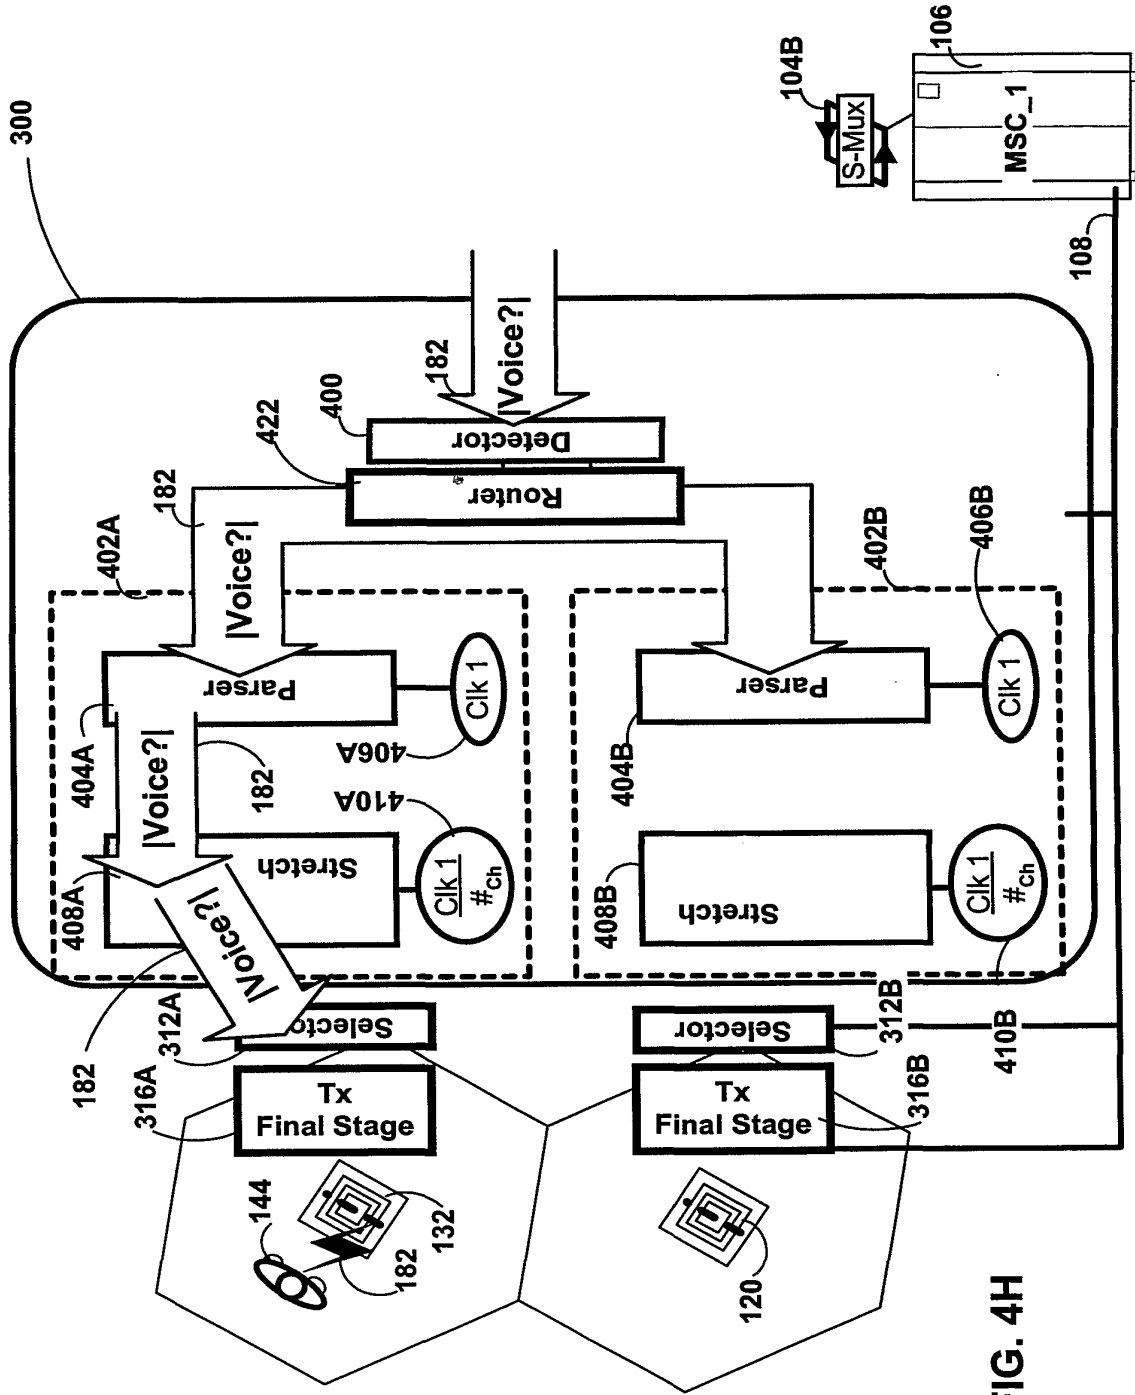 300
104B
S-Mux
106
MSC_1
108
|Voice?|
182
400
Detector
422
Router
182
|Voice?|
402A
402B
404A
Parser
Clk 1
406A
404B
Parser
Clk 1
406B
|Voice?|
182
408A
Stretch
Clk 1
#Ch
410A
408B
Stretch
Clk 1
#Ch
410B
|Voice?|
182
182
312A
Selector
312B
Selector
316A
Tx
Final Stage
316B
Tx
Final Stage
144
132
182
120
IG. 4H